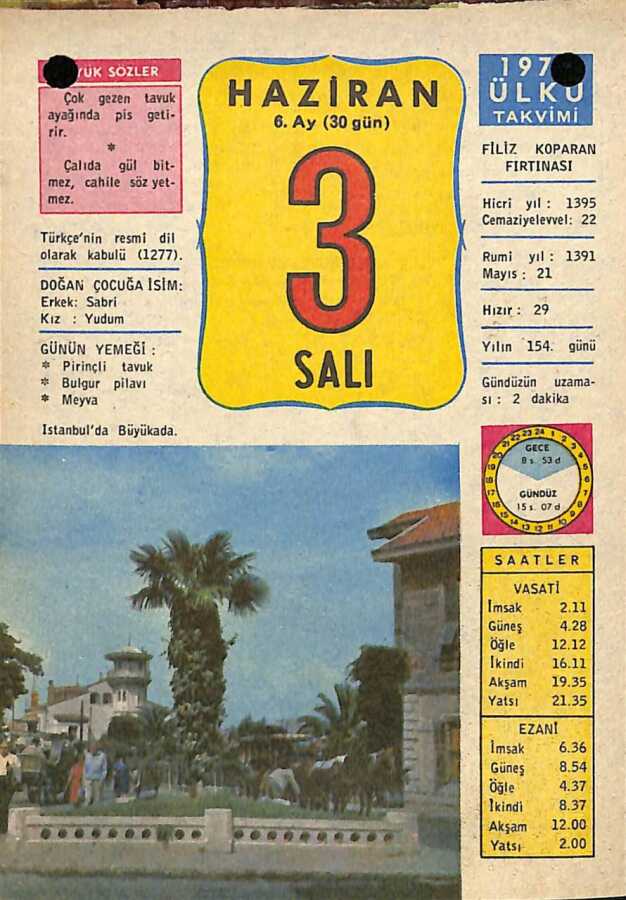 ÜK SÖZLER
Çok gezen tavuk
ayağında pis geti-
rir.
*
Çalıda gül bit-
mez, cahile söz yet-
mez.
Türkçe'nin resmî dil
olarak kabulü (1277).
DOĞAN ÇOCUĞA İSİM:
Erkek: Sabri
Kız : Yudum
GÜNÜN YEMEĞİ :
* Pirinçli tavuk
* Bulgur pilavı
* Meyva
Istanbul'da Büyükada.
HAZİRAN
6. Ay (30 gün)
3
SALI
197
ÜLKÜ
TAKVİMİ
FİLİZ KOPARAN
FIRTINASI
Hicrî yıl : 1395
Cemaziyelevvel: 22
Rumi yıl : 1391
Mayıs : 21
Hızır : 29
Yılın 154. günü
Gündüzün uzama-
sı : 2 dakika
GECE
8 s. 53 d
GÜNDÜZ
15 s. 07 d
SAATLER
VASATİ
İmsak 2.11
Güneş 4.28
Öğle 12.12
İkindi 16.11
Akşam 19.35
Yatsı 21.35
EZANİ
İmsak 6.36
Güneş 8.54
Öğle 4.37
İkindi 8.37
Akşam 12.00
Yatsı 2.00